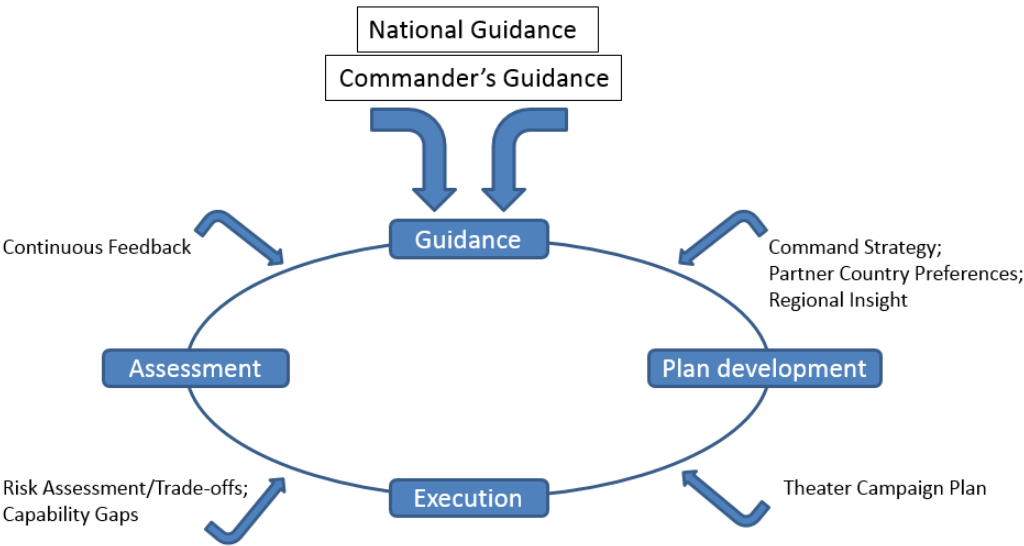 National Guidance
Commander's Guidance
Guidance
Continuous Feedback
Command Strategy;
Partner Country Preferences;
Regional Insight
Assessment
Plan development
Risk Assessment/Trade-offs;
Capability Gaps
Execution
Theater Campaign Plan